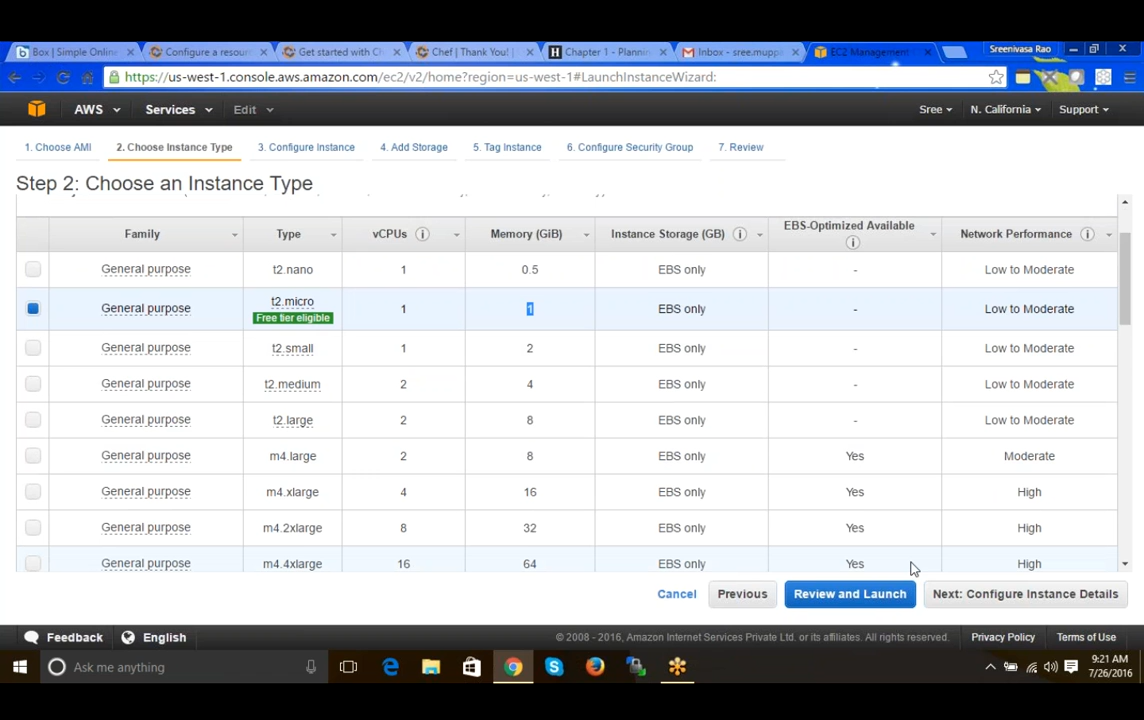 Box | Simple Online
Configure a resour
Get started with C
Chef | Thank You!
Chapter 1 - Plannin
Inbox - sree.muppa
EC2 Management
Sreenivasa Rao
https://us-west-1.console.aws.amazon.com/ec2/v2/home?region=us-west-1#LaunchInstanceWizard:
AWS Services Edit Sree N. California Support
1. Choose AMI 2. Choose Instance Type 3. Configure Instance 4. Add Storage 5. Tag Instance 6. Configure Security Group 7. Review
Step 2: Choose an Instance Type
Family Type vCPUs Memory (GiB) Instance Storage (GB) EBS-Optimized Available Network Performance
General purpose t2.nano 1 0.5 EBS only - Low to Moderate
General purpose t2.micro 1 1 EBS only - Low to Moderate
Free tier eligible
General purpose t2.small 1 2 EBS only - Low to Moderate
General purpose t2.medium 2 4 EBS only - Low to Moderate
General purpose t2.large 2 8 EBS only - Low to Moderate
General purpose m4.large 2 8 EBS only Yes Moderate
General purpose m4.xlarge 4 16 EBS only Yes High
General purpose m4.2xlarge 8 32 EBS only Yes High
General purpose m4.4xlarge 16 64 EBS only Yes High
Cancel Previous Review and Launch Next: Configure Instance Details
Feedback English © 2008 - 2016, Amazon Internet Services Private Ltd. or its affiliates. All rights reserved. Privacy Policy Terms of Use
Ask me anything
9:21 AM
7/26/2016